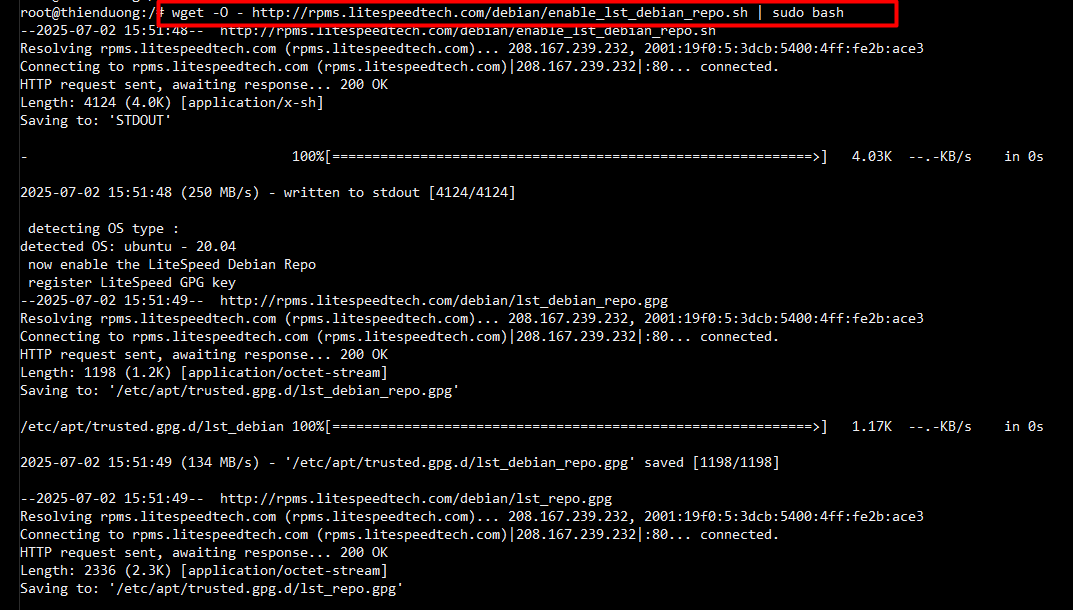 root@thienduong:/# wget -O - http://rpms.litespeedtech.com/debian/enable_lst_debian_repo.sh | sudo bash
--2025-07-02 15:51:48--  http://rpms.litespeedtech.com/debian/enable_lst_debian_repo.sh
Resolving rpms.litespeedtech.com (rpms.litespeedtech.com)... 208.167.239.232, 2001:19f0:5:3dcb:5400:4ff:fe2b:ace3
Connecting to rpms.litespeedtech.com (rpms.litespeedtech.com)|208.167.239.232|:80... connected.
HTTP request sent, awaiting response... 200 OK
Length: 4124 (4.0K) [application/x-sh]
Saving to: 'STDOUT'
-                                 100%[============================================================>]   4.03K  --.-KB/s    in 0s
2025-07-02 15:51:48 (250 MB/s) - written to stdout [4124/4124]
 detecting OS type :
detected OS: ubuntu - 20.04
 now enable the LiteSpeed Debian Repo
 register LiteSpeed GPG key
--2025-07-02 15:51:49--  http://rpms.litespeedtech.com/debian/lst_debian_repo.gpg
Resolving rpms.litespeedtech.com (rpms.litespeedtech.com)... 208.167.239.232, 2001:19f0:5:3dcb:5400:4ff:fe2b:ace3
Connecting to rpms.litespeedtech.com (rpms.litespeedtech.com)|208.167.239.232|:80... connected.
HTTP request sent, awaiting response... 200 OK
Length: 1198 (1.2K) [application/octet-stream]
Saving to: '/etc/apt/trusted.gpg.d/lst_debian_repo.gpg'
/etc/apt/trusted.gpg.d/lst_debian 100%[============================================================>]   1.17K  --.-KB/s    in 0s
2025-07-02 15:51:49 (134 MB/s) - '/etc/apt/trusted.gpg.d/lst_debian_repo.gpg' saved [1198/1198]
--2025-07-02 15:51:49--  http://rpms.litespeedtech.com/debian/lst_repo.gpg
Resolving rpms.litespeedtech.com (rpms.litespeedtech.com)... 208.167.239.232, 2001:19f0:5:3dcb:5400:4ff:fe2b:ace3
Connecting to rpms.litespeedtech.com (rpms.litespeedtech.com)|208.167.239.232|:80... connected.
HTTP request sent, awaiting response... 200 OK
Length: 2336 (2.3K) [application/octet-stream]
Saving to: '/etc/apt/trusted.gpg.d/lst_repo.gpg'